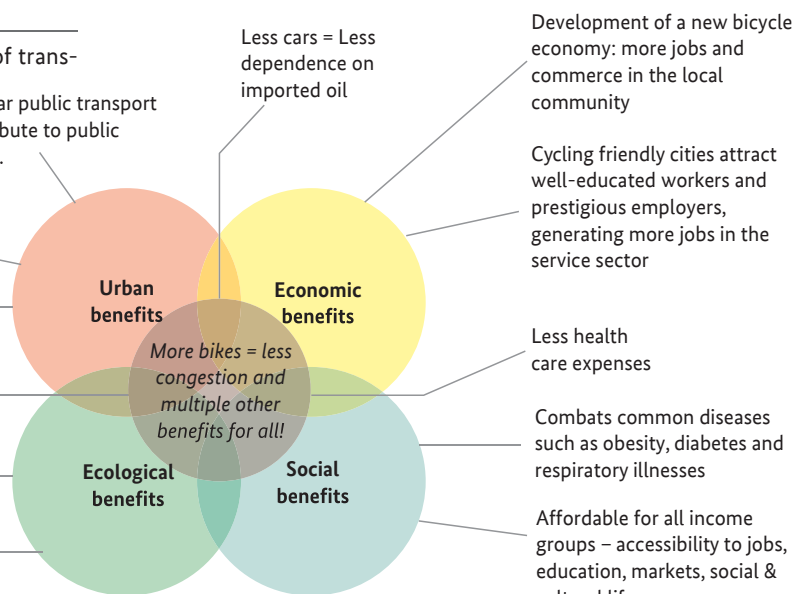 of trans-
ar public transport
bute to public
.
Less cars = Less
dependence on
imported oil
Development of a new bicycle
economy: more jobs and
commerce in the local
community
Cycling friendly cities attract
well-educated workers and
prestigious employers,
generating more jobs in the
service sector
Urban
benefits
Economic
benefits
More bikes = less
congestion and
multiple other
benefits for all!
Less health
care expenses
Ecological
benefits
Social
benefits
Combats common diseases
such as obesity, diabetes and
respiratory illnesses
Affordable for all income
groups – accessibility to jobs,
education, markets, social &